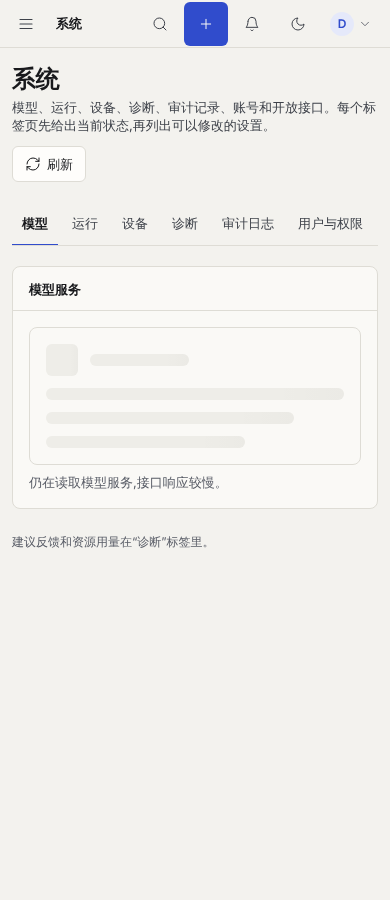 系统
D
系统
模型、运行、设备、诊断、审计记录、账号和开放接口。每个标
签页先给出当前状态,再列出可以修改的设置。
刷新
模型 运行 设备 诊断 审计日志 用户与权限
模型服务
仍在读取模型服务,接口响应较慢。
建议反馈和资源用量在“诊断”标签里。